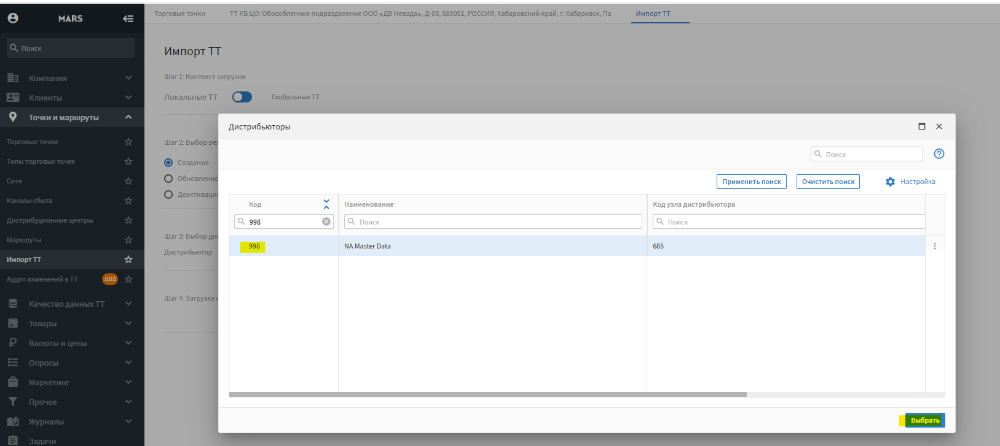 MARS
Поиск
Компания
Клиенты
Точки и маршруты
Торговые точки
Типы торговых точек
Сети
Каналы сбыта
Дистрибуционные центры
Маршруты
Импорт ТТ
Аудит изменений в ТТ 1018
Качество данных ТТ
Товары
Валюты и цены
Опросы
Маркетинг
Прочее
Журналы
Задачи
Торговые точки ТТ КБ ЦО: Обособленное подразделение ООО «ДВ Невада», Д-08, 680051, РОССИЯ, Хабаровский край, г. Хабаровск, Па Импорт ТТ
Импорт ТТ
Шаг 1: Контекст загрузки
Локальные ТТ Глобальные ТТ
Шаг 2: Выбор ре
Создание
Обновление
Деактиваци
Шаг 3: Выбор ди
Дистрибьютор
Шаг 4: Загрузка
Дистрибьюторы
Поиск
Применить поиск Очистить поиск Настройка
Код Наименование Код узла дистрибьютора
998 Поиск Поиск
998 NA Master Data 685
Выбрать